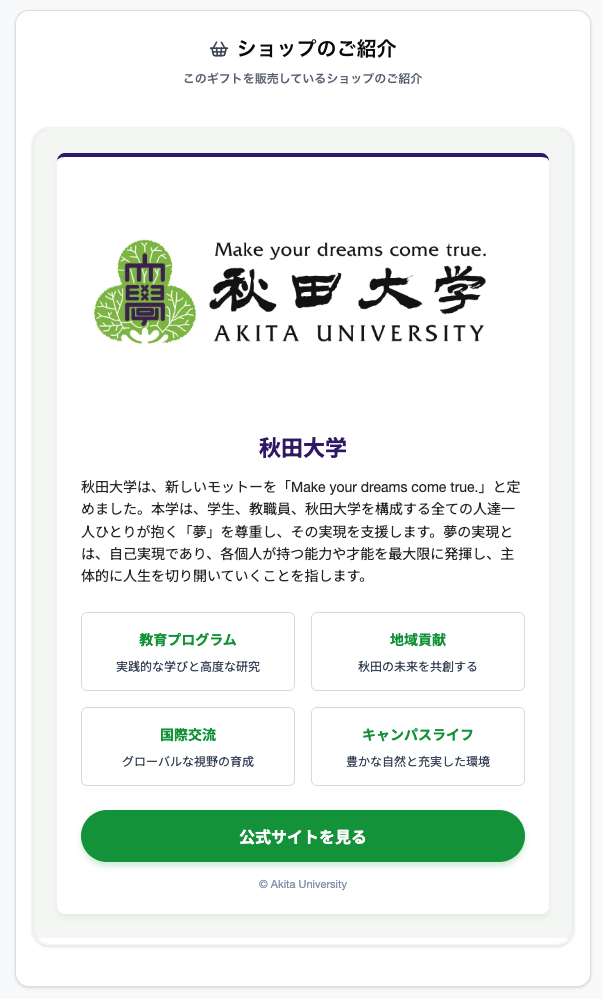 ショップのご紹介
このギフトを販売しているショップのご紹介
大學
Make your dreams come true.
秋田大学
AKITA UNIVERSITY
秋田大学
秋田大学は、新しいモットーを「Make your dreams come true.」と定
めました。本学は、学生、教職員、秋田大学を構成する全ての人達一
人ひとりが抱く「夢」を尊重し、その実現を支援します。夢の実現と
は、自己実現であり、各個人が持つ能力や才能を最大限に発揮し、主
体的に人生を切り開いていくことを指します。
教育プログラム
実践的な学びと高度な研究
地域貢献
秋田の未来を共創する
国際交流
グローバルな視野の育成
キャンパスライフ
豊かな自然と充実した環境
公式サイトを見る
© Akita University